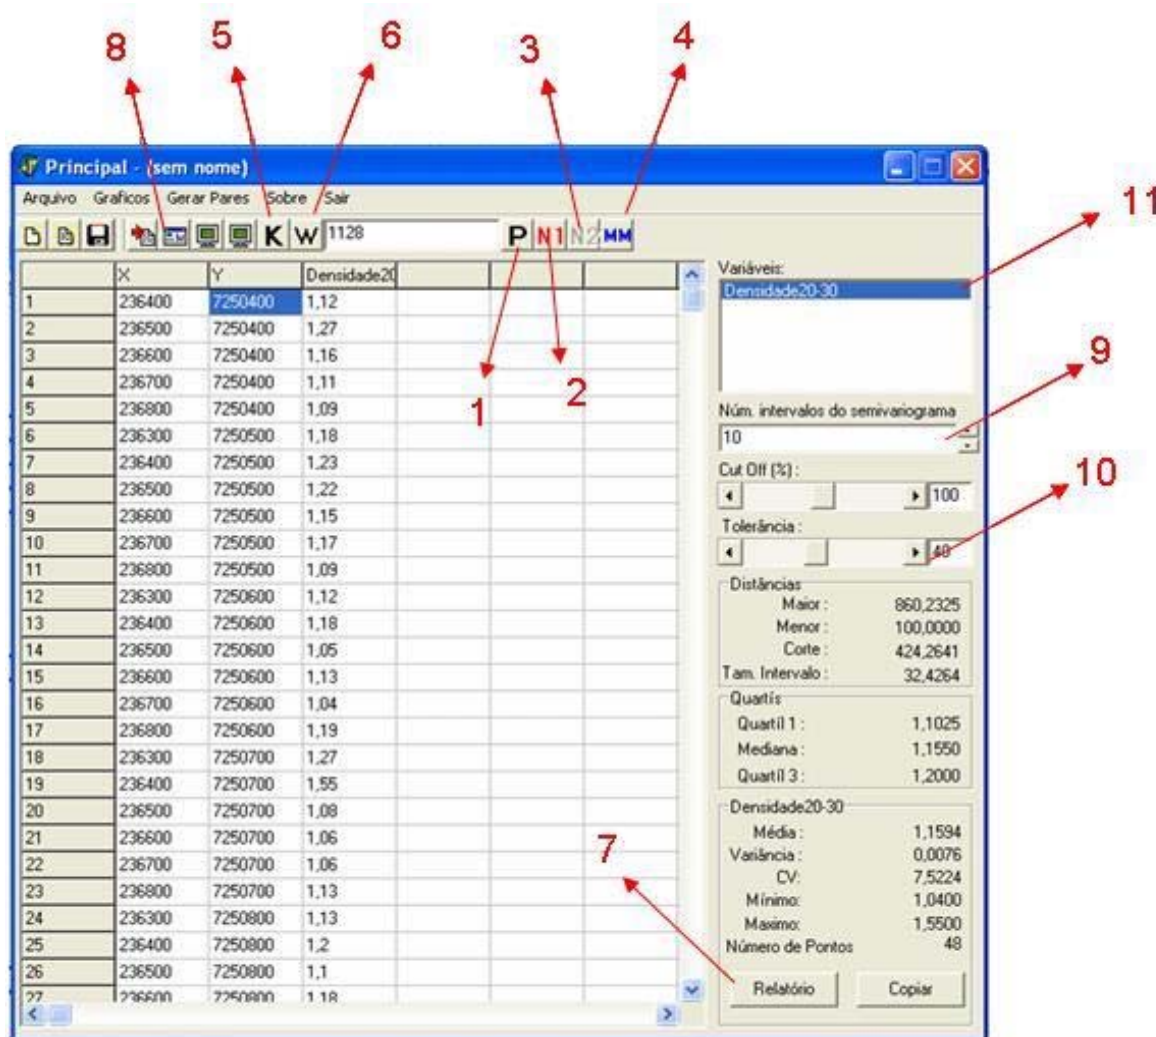 8 5 6 3 4
Principal - (sem nome)
Arquivo Graficos Gerar Pares Sobre Sair
K W 1128 P N1 N2 MM
11
X Y Densidade20
1 236400 7250400 1,12
2 236500 7250400 1,27
3 236600 7250400 1,16
4 236700 7250400 1,11
5 236800 7250400 1,09
6 236300 7250500 1,18
7 236400 7250500 1,23
8 236500 7250500 1,22
9 236600 7250500 1,15
10 236700 7250500 1,17
11 236800 7250500 1,09
12 236300 7250600 1,12
13 236400 7250600 1,18
14 236500 7250600 1,05
15 236600 7250600 1,13
16 236700 7250600 1,04
17 236800 7250600 1,19
18 236300 7250700 1,27
19 236400 7250700 1,55
20 236500 7250700 1,08
21 236600 7250700 1,06
22 236700 7250700 1,06
23 236800 7250700 1,13
24 236300 7250800 1,13
25 236400 7250800 1,2
26 236500 7250800 1,1
27 236600 7250800 1,18
1
2
Variáveis:
Densidade20-30
9
Núm. intervalos do semivariograma
10
Cut Off (%) :
100
10
Tolerância :
Distâncias
Maior : 860,2325
Menor : 100,0000
Corte : 424,2641
Tam. Intervalo : 32,4264
Quartís
Quartíl 1 : 1,1025
Mediana : 1,1550
Quartíl 3 : 1,2000
Densidade20-30
Média : 1,1594
Variância : 0,0076
CV: 7,5224
Mínimo: 1,0400
Maximo: 1,5500
Número de Pontos 48
7
Relatório Copiar